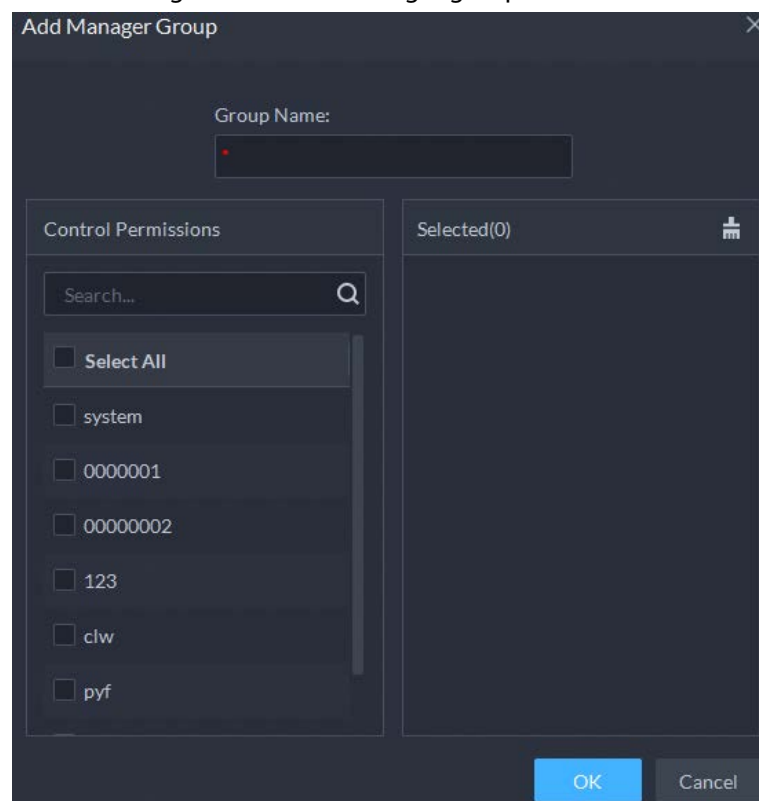 Add Manager Group
Group Name:
*
Control Permissions
Selected(0)
Search...
Select All
system
0000001
00000002
123
clw
pyf
OK
Cancel